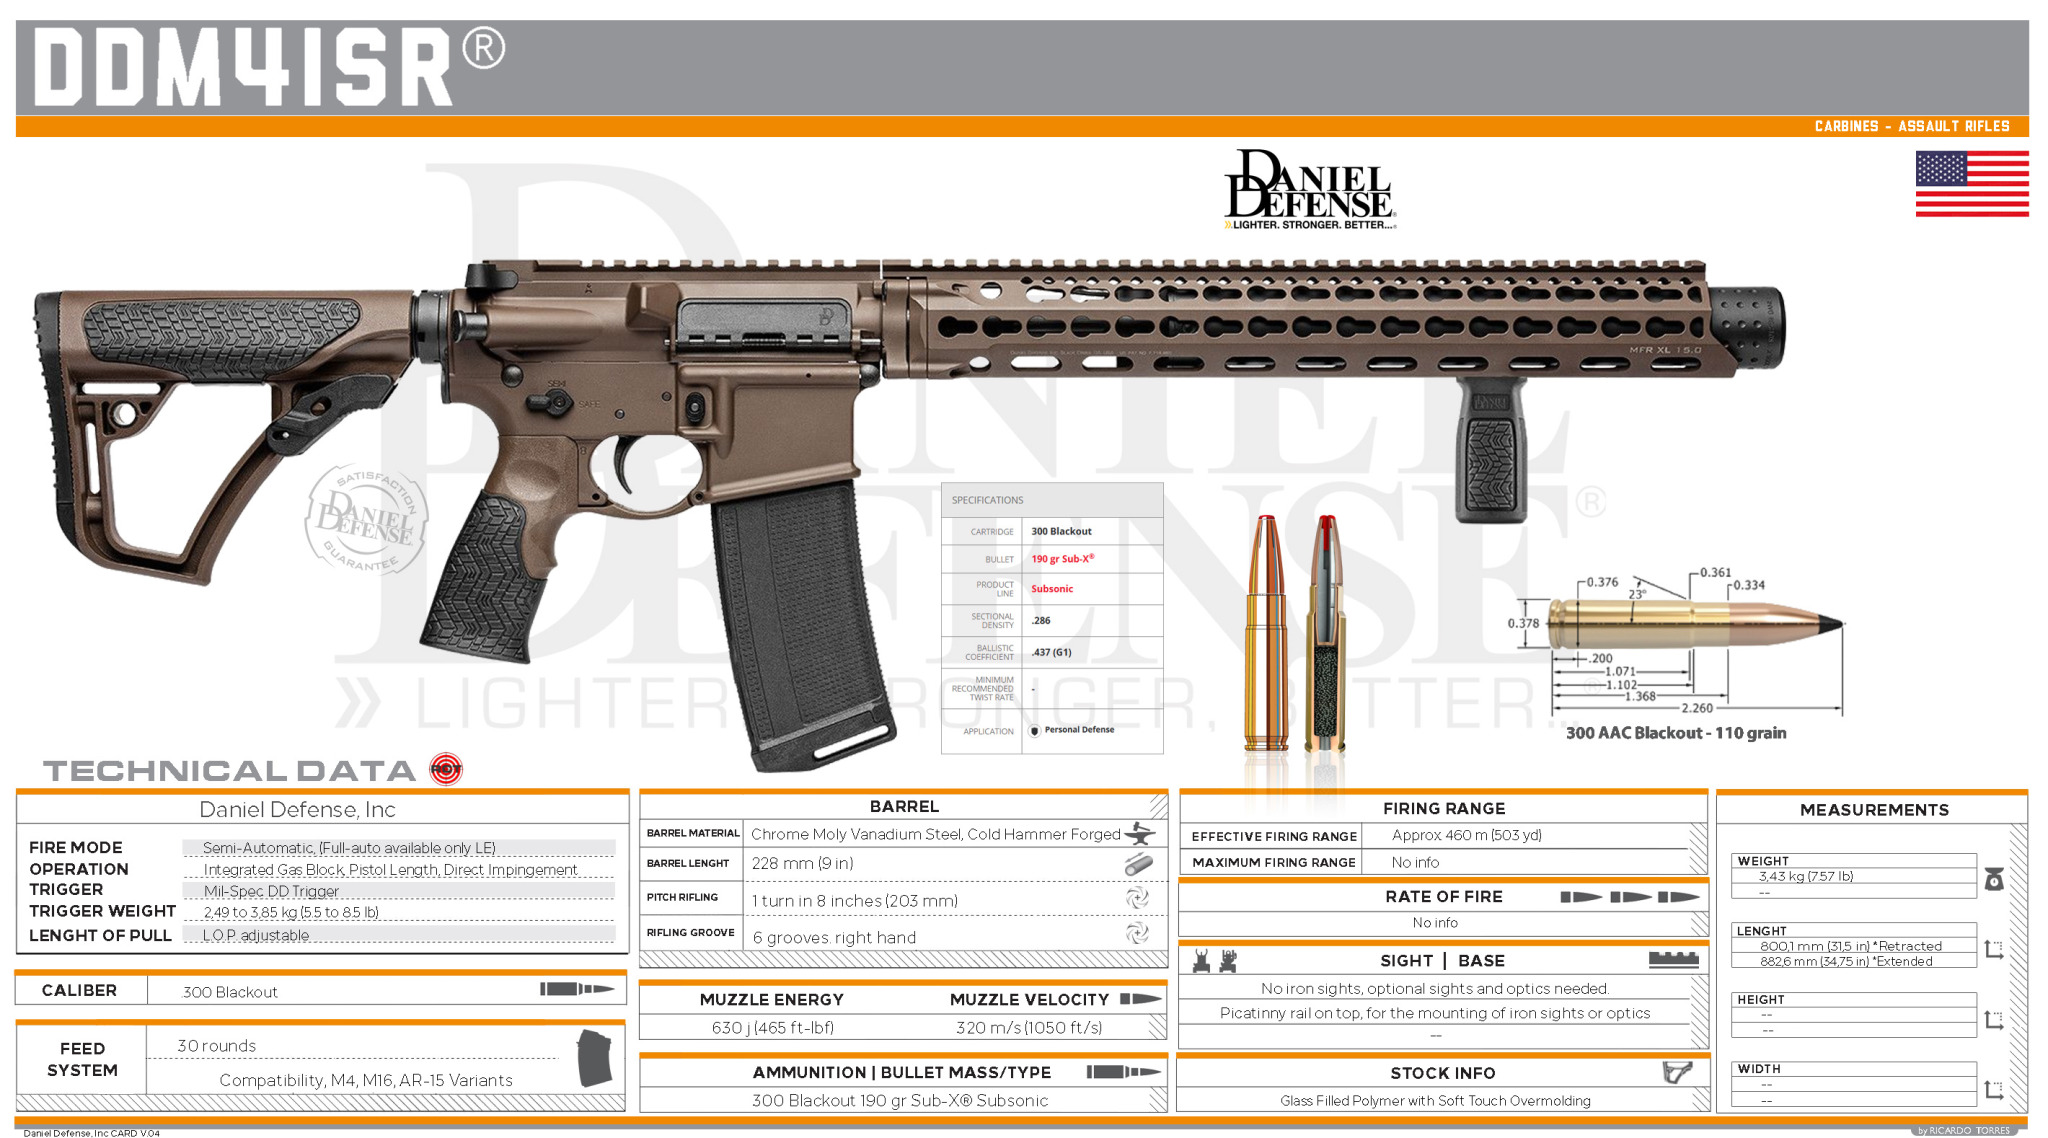 DDM4ISR®
CARBINES - ASSAULT RIFLES
DANIEL
DEFENSE®
LIGHTER. STRONGER. BETTER...®
DANIEL
DEFENSE®
» LIGHTER, STRONGER, BETTER...®
MFR XL 15.0
SEMI
SAFE
DANIEL
SATISFACTION
DANIEL
DEFENSE
GUARANTEE
SPECIFICATIONS
CARTRIDGE 300 Blackout
BULLET 190 gr Sub-X®
PRODUCT LINE Subsonic
SECTIONAL DENSITY .286
BALLISTIC COEFFICIENT .437 (G1)
MINIMUM RECOMMENDED TWIST RATE -
APPLICATION Personal Defense
0.376
23°
0.361
0.334
0.378
.200
1.071
1.102
1.368
2.260
300 AAC Blackout - 110 grain
TECHNICAL DATA
Daniel Defense, Inc
FIRE MODE Semi-Automatic, (Full-auto available only LE)
OPERATION Integrated Gas Block, Pistol Length, Direct Impingement
TRIGGER Mil-Spec DD Trigger
TRIGGER WEIGHT 2,49 to 3,85 kg (5.5 to 8.5 lb)
LENGHT OF PULL L.O.P. adjustable
CALIBER .300 Blackout
FEED SYSTEM 30 rounds
Compatibility, M4, M16, AR-15 Variants
BARREL
BARREL MATERIAL Chrome Moly Vanadium Steel, Cold Hammer Forged
BARREL LENGHT 228 mm (9 in)
PITCH RIFLING 1 turn in 8 inches (203 mm)
RIFLING GROOVE 6 grooves. right hand
MUZZLE ENERGY MUZZLE VELOCITY
630 j (465 ft-lbf) 320 m/s (1050 ft/s)
AMMUNITION | BULLET MASS/TYPE
300 Blackout 190 gr Sub-X® Subsonic
FIRING RANGE
EFFECTIVE FIRING RANGE Approx 460 m (503 yd)
MAXIMUM FIRING RANGE No info
RATE OF FIRE
No info
SIGHT | BASE
No iron sights, optional sights and optics needed.
Picatinny rail on top, for the mounting of iron sights or optics
--
STOCK INFO
Glass Filled Polymer with Soft Touch Overmolding
MEASUREMENTS
WEIGHT
3,43 kg (7.57 lb)
--
LENGHT
800,1 mm (31,5 in) *Retracted
882,6 mm (34,75 in) *Extended
HEIGHT
--
--
WIDTH
--
--
Daniel Defense, Inc CARD V.04
by RICARDO TORRES